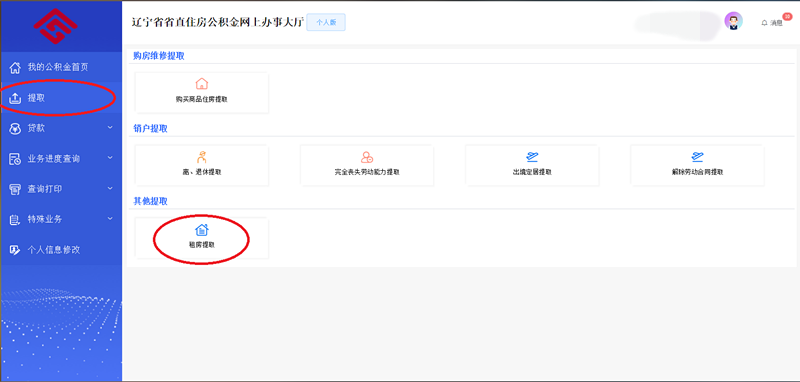 辽宁省省直住房公积金网上办事大厅 个人版
消息
我的公积金首页
提取
贷款
业务进度查询
查询打印
特殊业务
个人信息修改
购房维修提取
购买商品住房提取
销户提取
离、退休提取
完全丧失劳动能力提取
出境定居提取
解除劳动合同提取
其他提取
租房提取